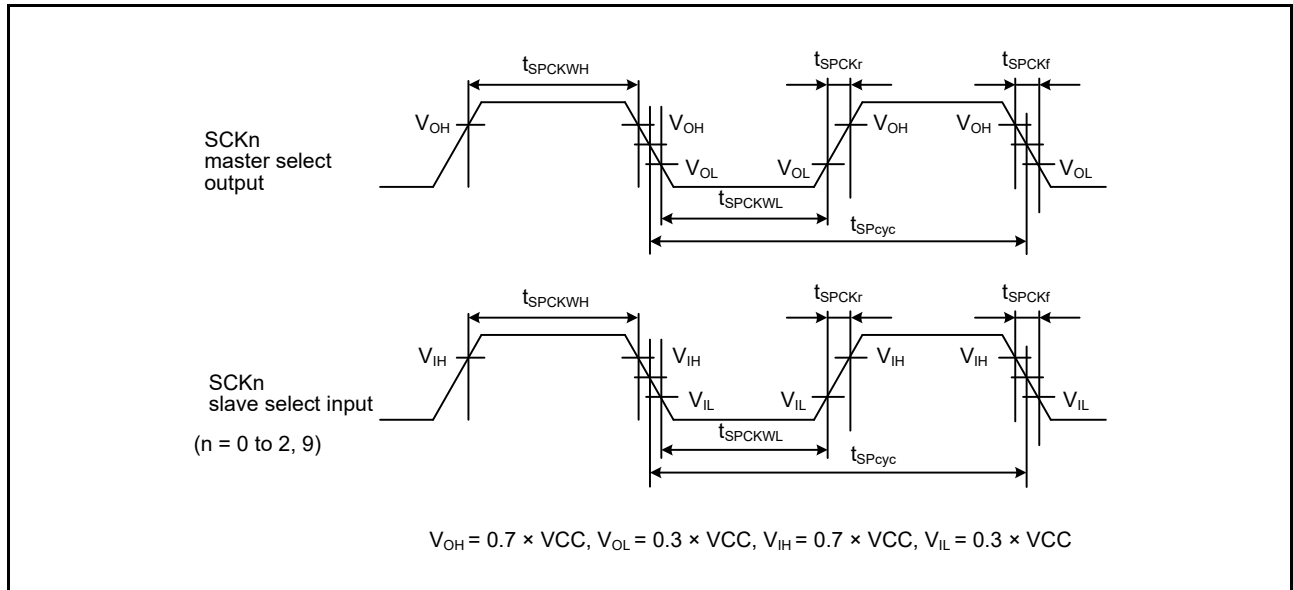 tSPCKWH
tSPCKr
tSPCKf
SCKn
master select
output
VOH
VOH
VOL
VOL
VOH
VOH
VOL
tSPCKWL
tSPcyc
tSPCKWH
tSPCKr
tSPCKf
SCKn
slave select input
(n = 0 to 2, 9)
VIH
VIH
VIL
VIL
VIH
VIH
VIL
tSPCKWL
tSPcyc
VOH = 0.7 × VCC, VOL = 0.3 × VCC, VIH = 0.7 × VCC, VIL = 0.3 × VCC